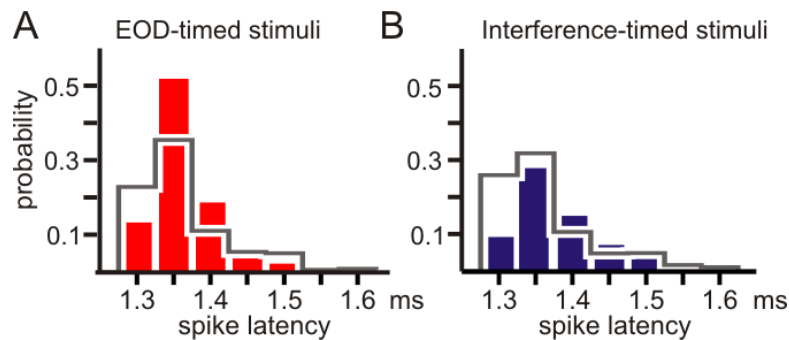 A EOD-timed stimuli
probability
0.5
0.3
0.1
1.3 1.4 1.5 1.6 ms
spike latency
B Interference-timed stimuli
0.5
0.3
0.1
1.3 1.4 1.5 1.6 ms
spike latency